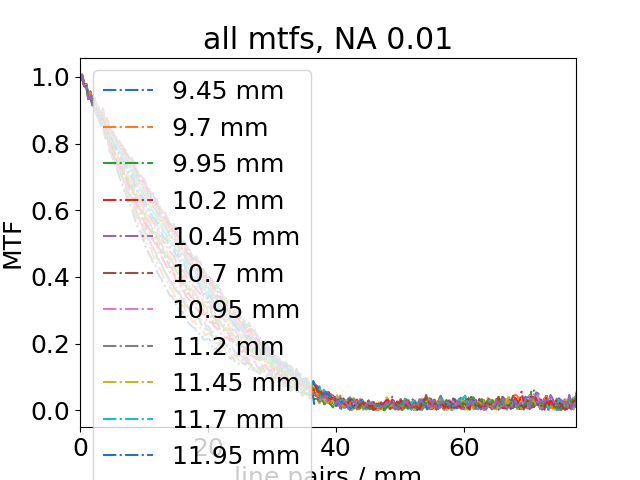 all mtfs, NA 0.01
MTF
1.0
0.8
0.6
0.4
0.2
0.0
9.45 mm
9.7 mm
9.95 mm
10.2 mm
10.45 mm
10.7 mm
10.95 mm
11.2 mm
11.45 mm
11.7 mm
11.95 mm
0 20 40 60
line pairs / mm